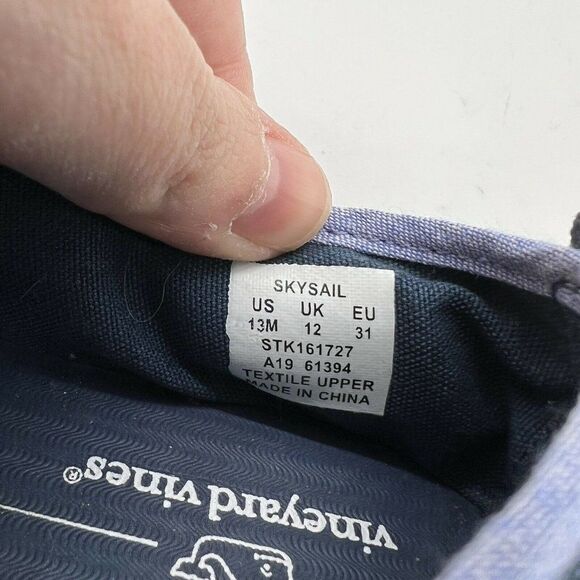 SKYSAIL
US UK EU
13M 12 31
STK161727
A19 61394
TEXTILE UPPER
MADE IN CHINA
vineyard vines®